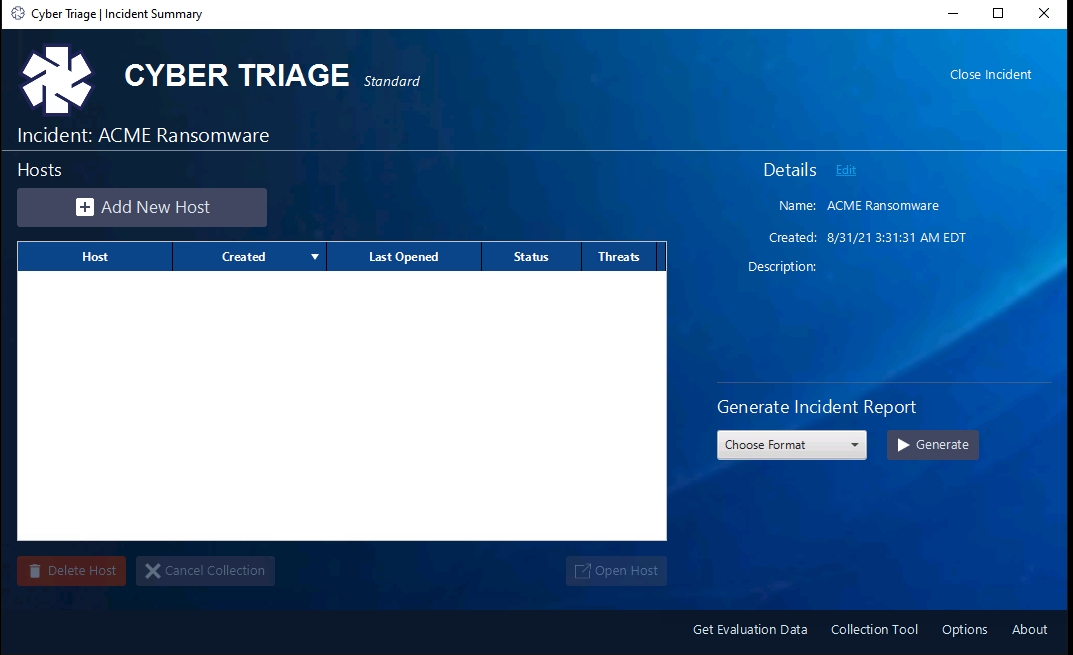 Cyber Triage | Incident Summary
CYBER TRIAGE Standard
Close Incident
Incident: ACME Ransomware
Hosts
Add New Host
Host Created Last Opened Status Threats
Delete Host Cancel Collection Open Host
Details Edit
Name: ACME Ransomware
Created: 8/31/21 3:31:31 AM EDT
Description:
Generate Incident Report
Choose Format Generate
Get Evaluation Data Collection Tool Options About